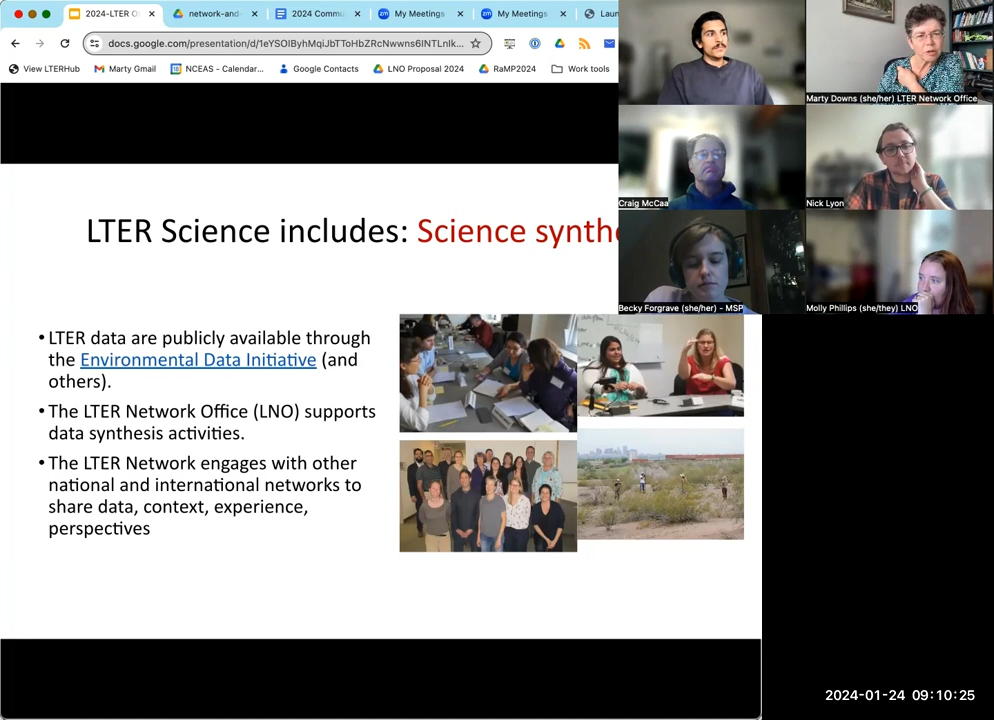 2024-LTER O
network-and-
2024 Commu
My Meetings
My Meetings
Laun
docs.google.com/presentation/d/1eYSOIByhMqiJbTToHbZRcNwwns6INTLnlk...
View LTERHub
Marty Gmail
NCEAS - Calendar...
Google Contacts
LNO Proposal 2024
RaMP2024
Work tools
Marty Downs (she/her) LTER Network Office
Craig McCaa
Nick Lyon
Becky Forgrave (she/her) - MSP
Molly Phillips (she/they) LNO
LTER Science includes: Science synthe
• LTER data are publicly available through
the Environmental Data Initiative (and
others).
• The LTER Network Office (LNO) supports
data synthesis activities.
• The LTER Network engages with other
national and international networks to
share data, context, experience,
perspectives
2024-01-24 09:10:25